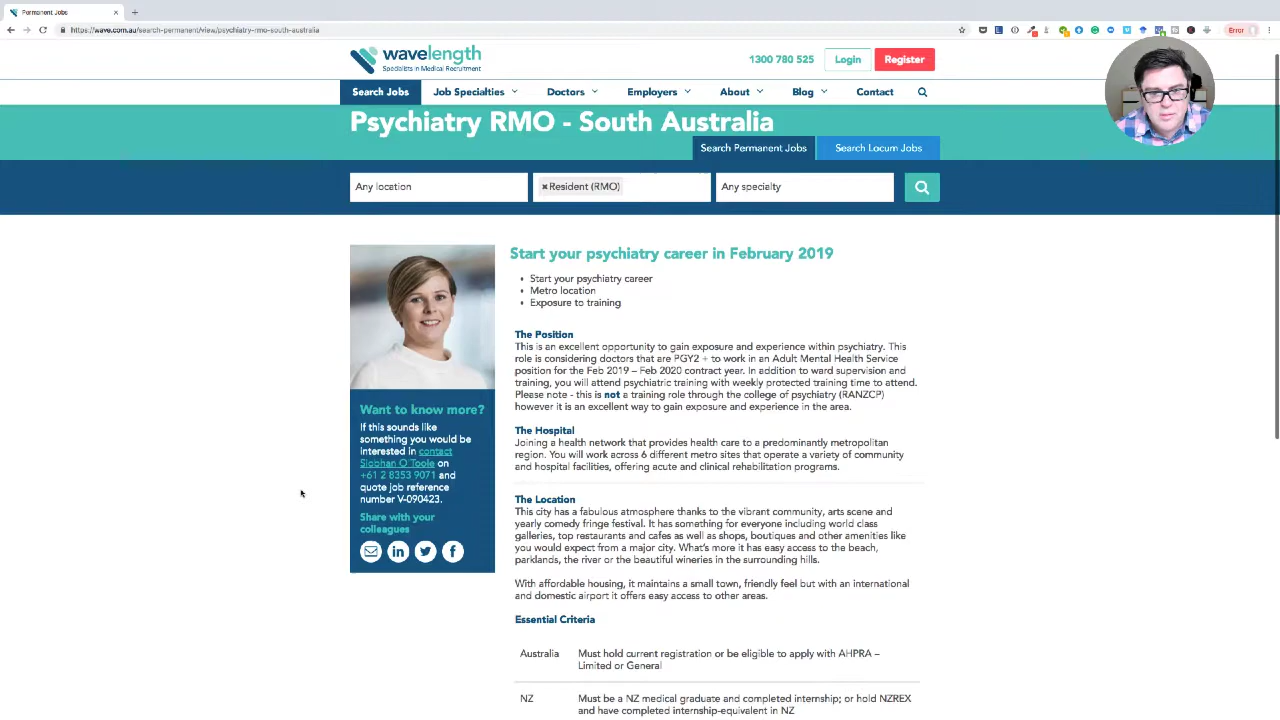 Permanent Jobs
https://wave.com.au/search-permanent/view/psychiatry-rmo-south-australia
Error
wavelength
Specialists in Medical Recruitment
1300 780 525
Login
Register
Search Jobs
Job Specialties
Doctors
Employers
About
Blog
Contact
Psychiatry RMO - South Australia
Search Permanent Jobs
Search Locum Jobs
Any location
×Resident (RMO)
Any specialty
Want to know more?
If this sounds like
something you would be
interested in contact
Siobhan O'Toole on
+61 2 8353 9071 and
quote job reference
number V-090423.
Share with your
colleagues
Start your psychiatry career in February 2019
• Start your psychiatry career
• Metro location
• Exposure to training
The Position
This is an excellent opportunity to gain exposure and experience within psychiatry. This
role is considering doctors that are PGY2 + to work in an Adult Mental Health Service
position for the Feb 2019 – Feb 2020 contract year. In addition to ward supervision and
training, you will attend psychiatric training with weekly protected training time to attend.
Please note - this is not a training role through the college of psychiatry (RANZCP)
however it is an excellent way to gain exposure and experience in the area.
The Hospital
Joining a health network that provides health care to a predominantly metropolitan
region. You will work across 6 different metro sites that operate a variety of community
and hospital facilities, offering acute and clinical rehabilitation programs.
The Location
This city has a fabulous atmosphere thanks to the vibrant community, arts scene and
yearly comedy fringe festival. It has something for everyone including world class
galleries, top restaurants and cafes as well as shops, boutiques and other amenities like
you would expect from a major city. What's more it has easy access to the beach,
parklands, the river or the beautiful wineries in the surrounding hills.
With affordable housing, it maintains a small town, friendly feel but with an international
and domestic airport it offers easy access to other areas.
Essential Criteria
Australia
Must hold current registration or be eligible to apply with AHPRA –
Limited or General
NZ
Must be a NZ medical graduate and completed internship; or hold NZREX
and have completed internship-equivalent in NZ